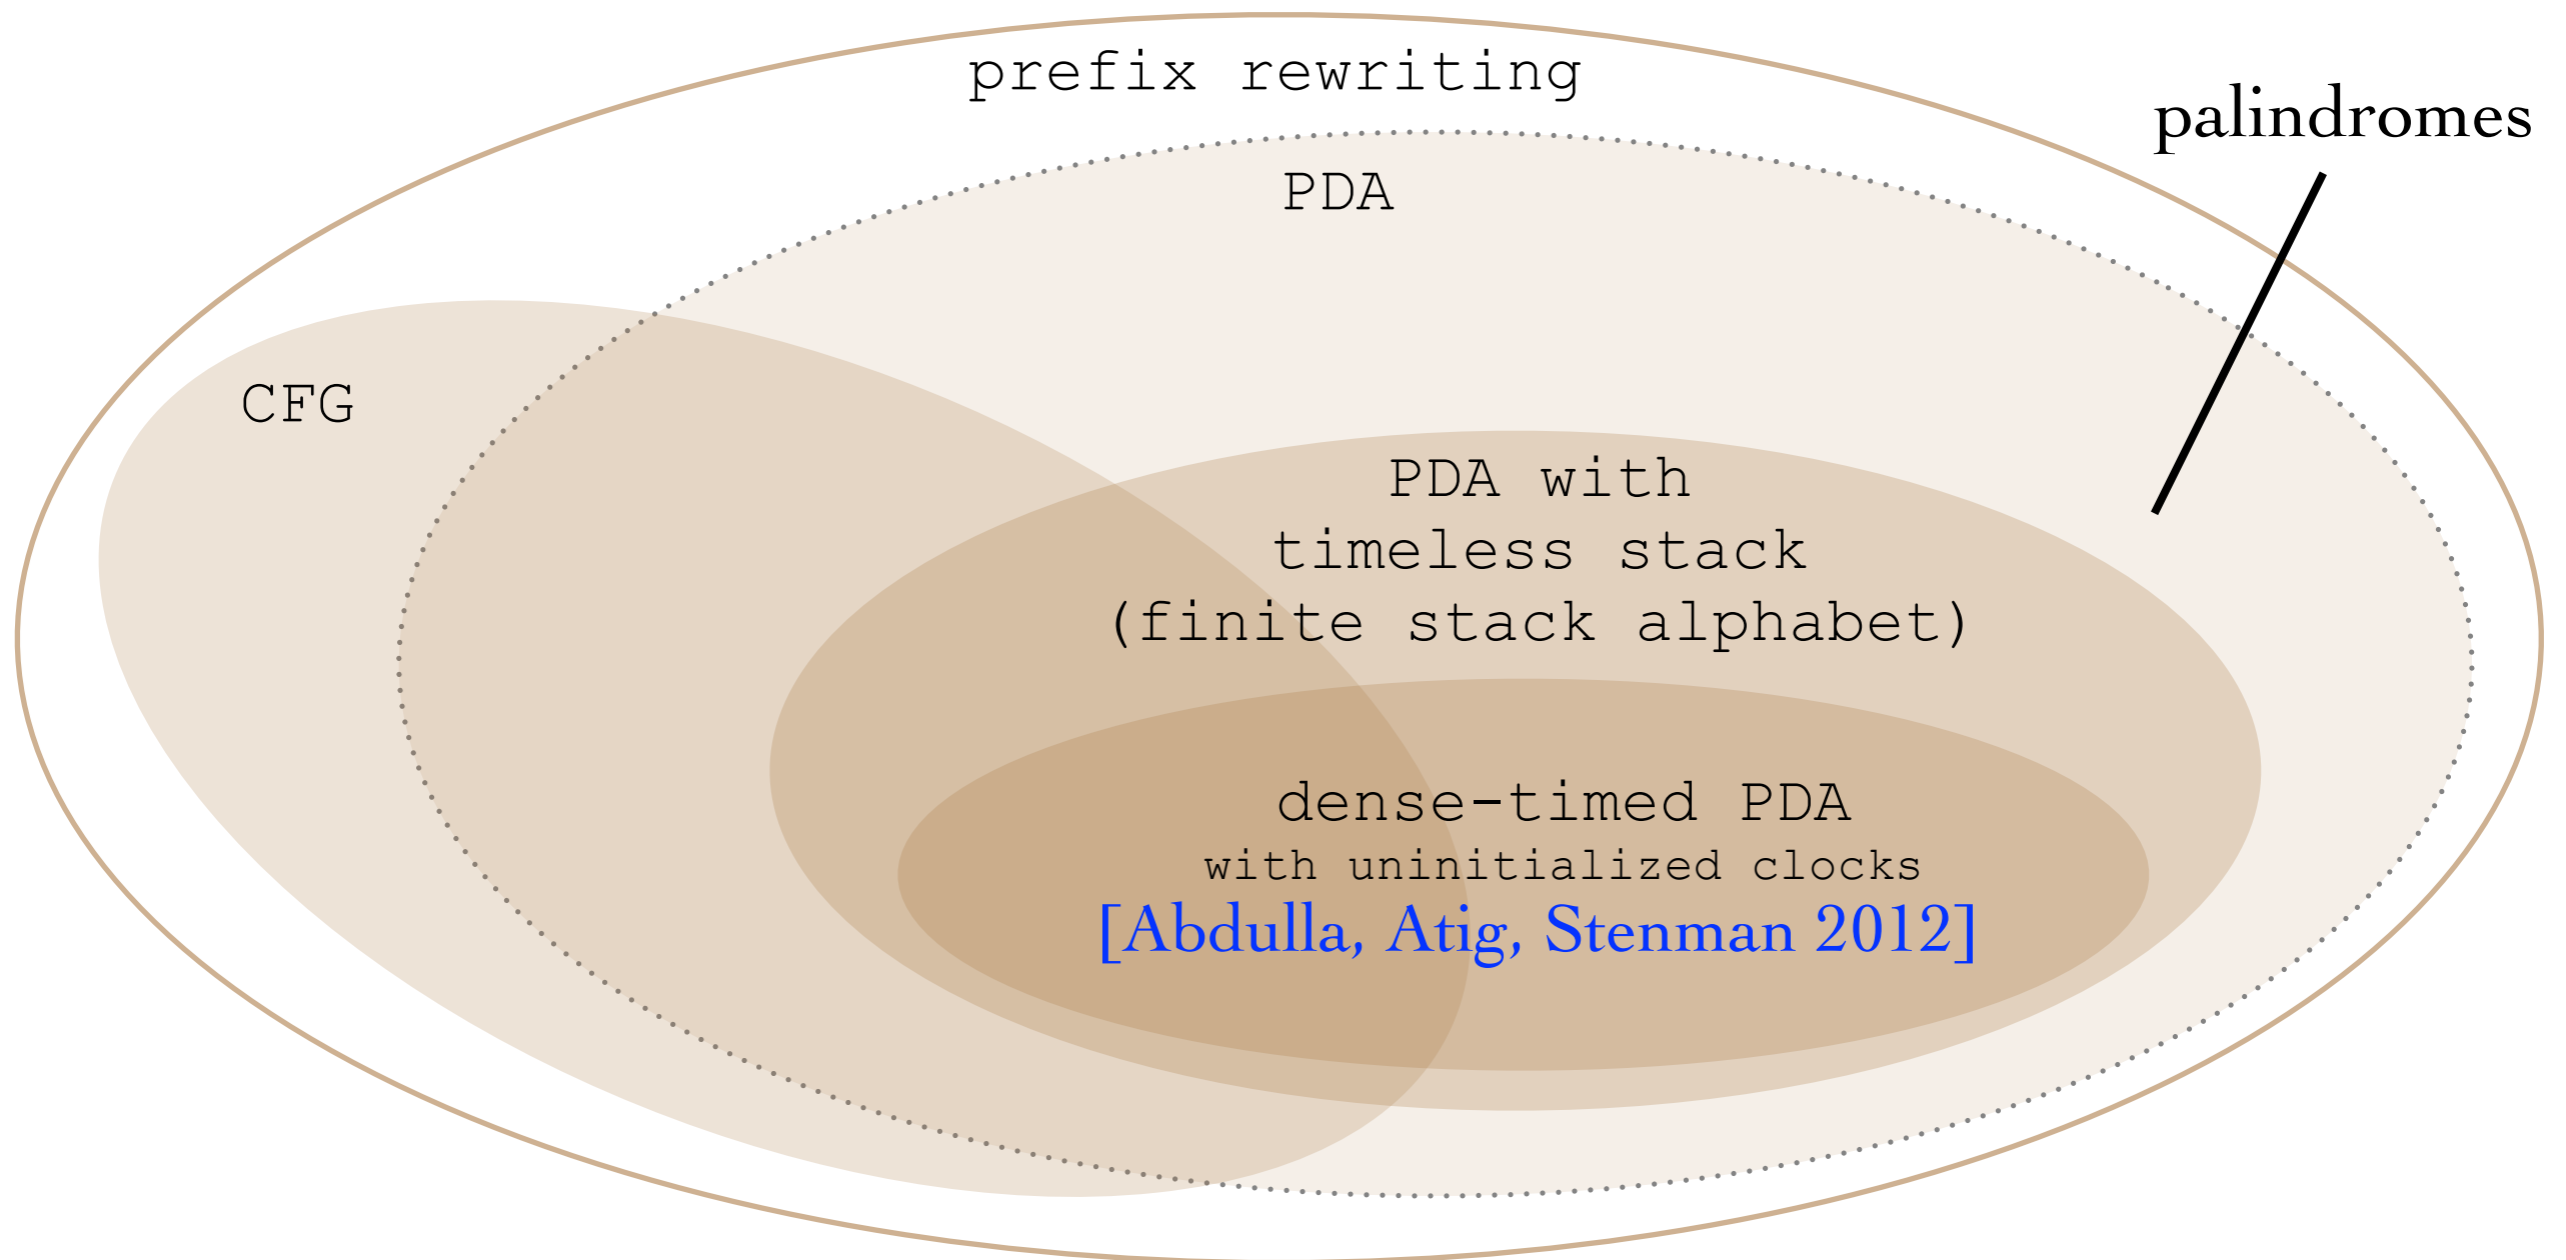 prefix rewriting
palindromes
PDA
CFG
PDA with
timeless stack
(finite stack alphabet)
dense-timed PDA
with uninitialized clocks
[Abdulla, Atig, Stenman 2012]